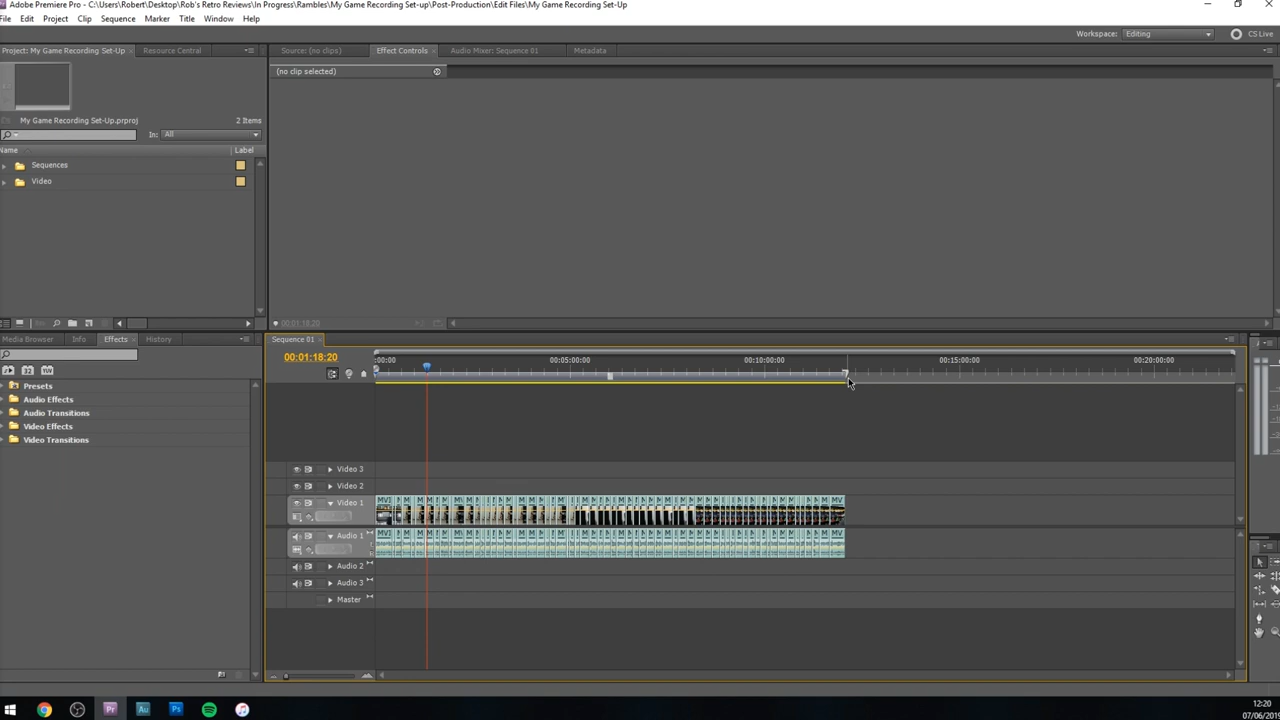 Adobe Premiere Pro - C:\Users\Robert\Desktop\Rob's Retro Reviews\In Progress\Rambles\My Game Recording Set-up\Post-Production\Edit Files\My Game Recording Set-Up
File Edit Project Clip Sequence Marker Title Window Help
Workspace: Editing CS Live
Project: My Game Recording Set-Up Resource Central
Source: (no clips) Effect Controls Audio Mixer: Sequence 01 Metadata
(no clip selected)
My Game Recording Set-Up.prproj 2 Items
In: All
Name Label
Sequences
Video
00:01:18:20
Media Browser Info Effects History
Sequence 01
00:01:18:20
:00:00 00:05:00:00 00:10:00:00 00:15:00:00 00:20:00:00
Presets
Audio Effects
Audio Transitions
Video Effects
Video Transitions
Video 3
Video 2
Video 1
Audio 1
Audio 2
Audio 3
Master
Pr Au Ps
12:20
07/06/2019